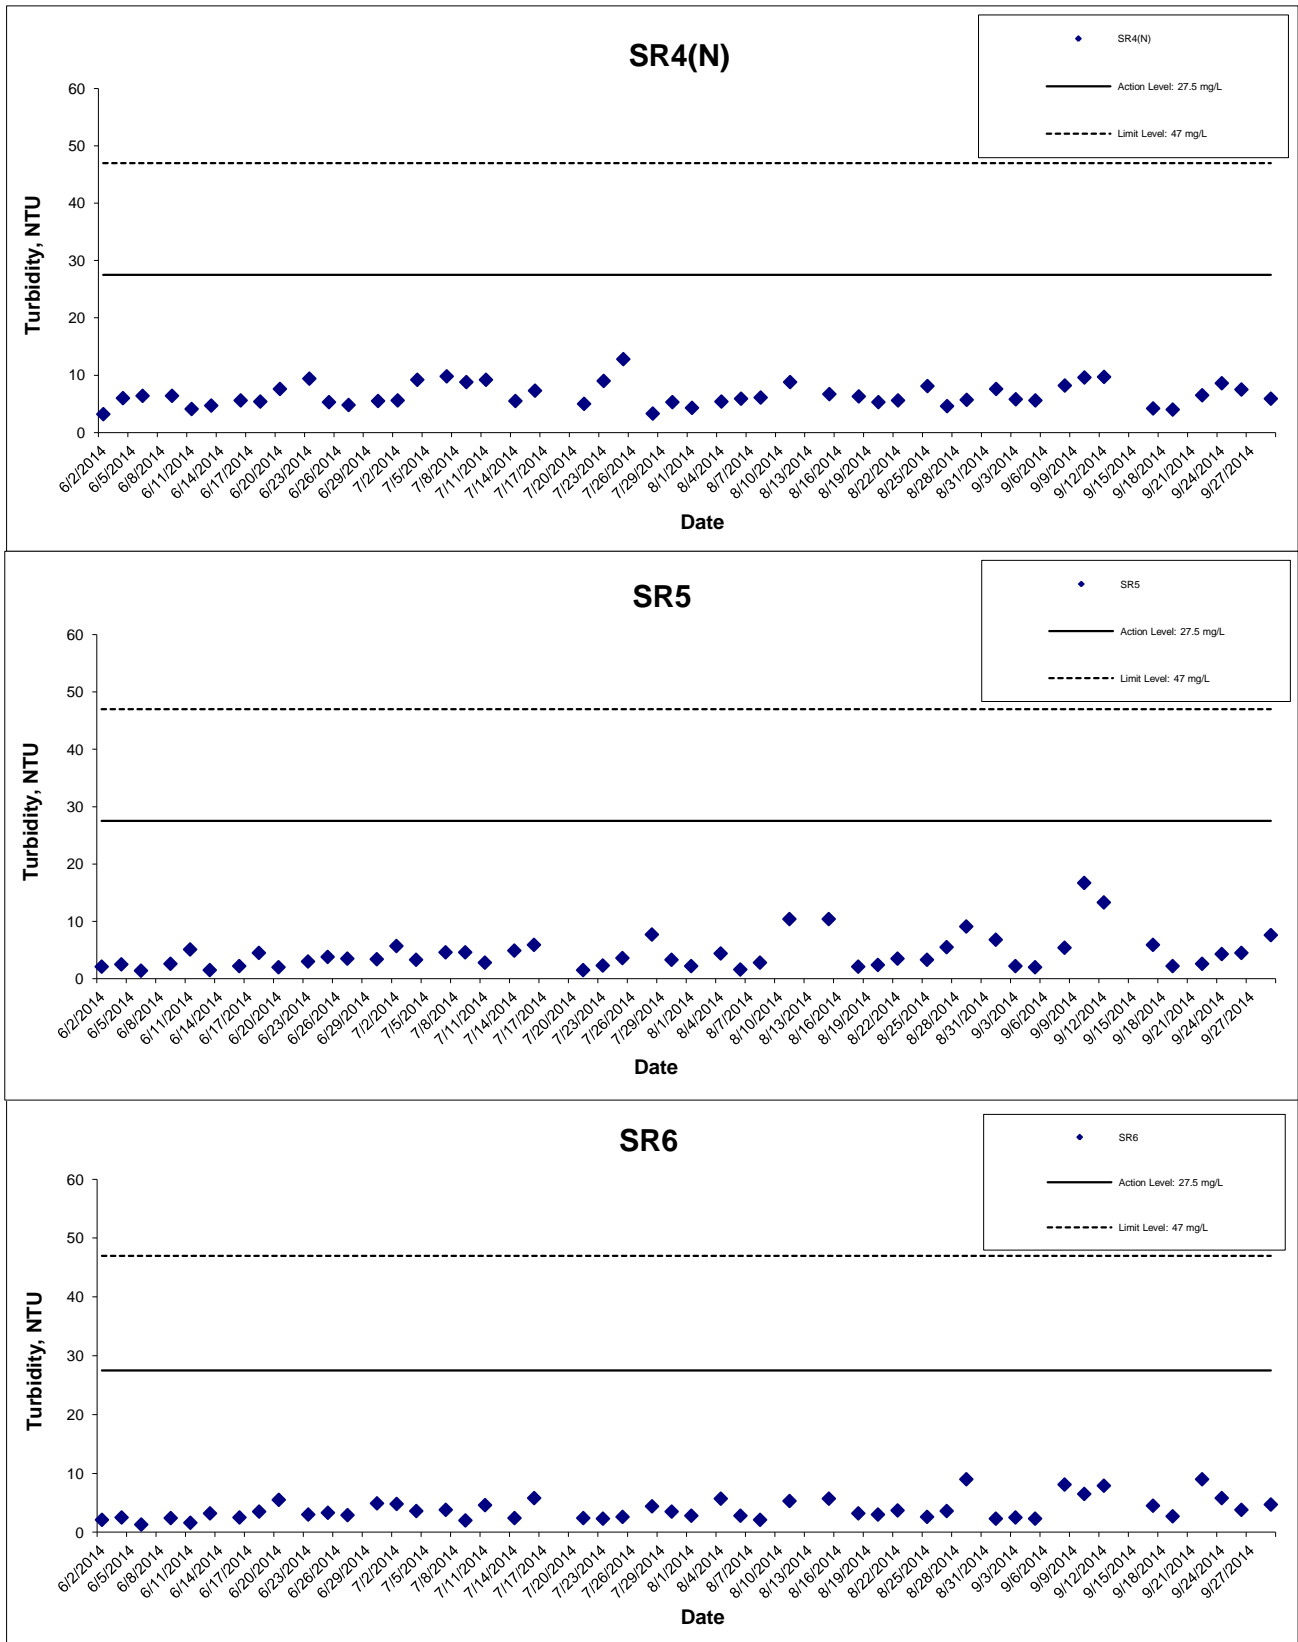 SR4(N)
SR4(N)
Action Level: 27.5 mg/L
Limit Level: 47 mg/L
Turbidity, NTU
60
50
40
30
20
10
0
6/2/2014 6/5/2014 6/8/2014 6/11/2014 6/14/2014 6/17/2014 6/20/2014 6/23/2014 6/26/2014 6/29/2014 7/2/2014 7/5/2014 7/8/2014 7/11/2014 7/14/2014 7/17/2014 7/20/2014 7/23/2014 7/26/2014 7/29/2014 8/1/2014 8/4/2014 8/7/2014 8/10/2014 8/13/2014 8/16/2014 8/19/2014 8/22/2014 8/25/2014 8/28/2014 8/31/2014 9/3/2014 9/6/2014 9/9/2014 9/12/2014 9/15/2014 9/18/2014 9/21/2014 9/24/2014 9/27/2014
Date
SR5
SR5
Action Level: 27.5 mg/L
Limit Level: 47 mg/L
Turbidity, NTU
60
50
40
30
20
10
0
6/2/2014 6/5/2014 6/8/2014 6/11/2014 6/14/2014 6/17/2014 6/20/2014 6/23/2014 6/26/2014 6/29/2014 7/2/2014 7/5/2014 7/8/2014 7/11/2014 7/14/2014 7/17/2014 7/20/2014 7/23/2014 7/26/2014 7/29/2014 8/1/2014 8/4/2014 8/7/2014 8/10/2014 8/13/2014 8/16/2014 8/19/2014 8/22/2014 8/25/2014 8/28/2014 8/31/2014 9/3/2014 9/6/2014 9/9/2014 9/12/2014 9/15/2014 9/18/2014 9/21/2014 9/24/2014 9/27/2014
Date
SR6
SR6
Action Level: 27.5 mg/L
Limit Level: 47 mg/L
Turbidity, NTU
60
50
40
30
20
10
0
6/2/2014 6/5/2014 6/8/2014 6/11/2014 6/14/2014 6/17/2014 6/20/2014 6/23/2014 6/26/2014 6/29/2014 7/2/2014 7/5/2014 7/8/2014 7/11/2014 7/14/2014 7/17/2014 7/20/2014 7/23/2014 7/26/2014 7/29/2014 8/1/2014 8/4/2014 8/7/2014 8/10/2014 8/13/2014 8/16/2014 8/19/2014 8/22/2014 8/25/2014 8/28/2014 8/31/2014 9/3/2014 9/6/2014 9/9/2014 9/12/2014 9/15/2014 9/18/2014 9/21/2014 9/24/2014 9/27/2014
Date